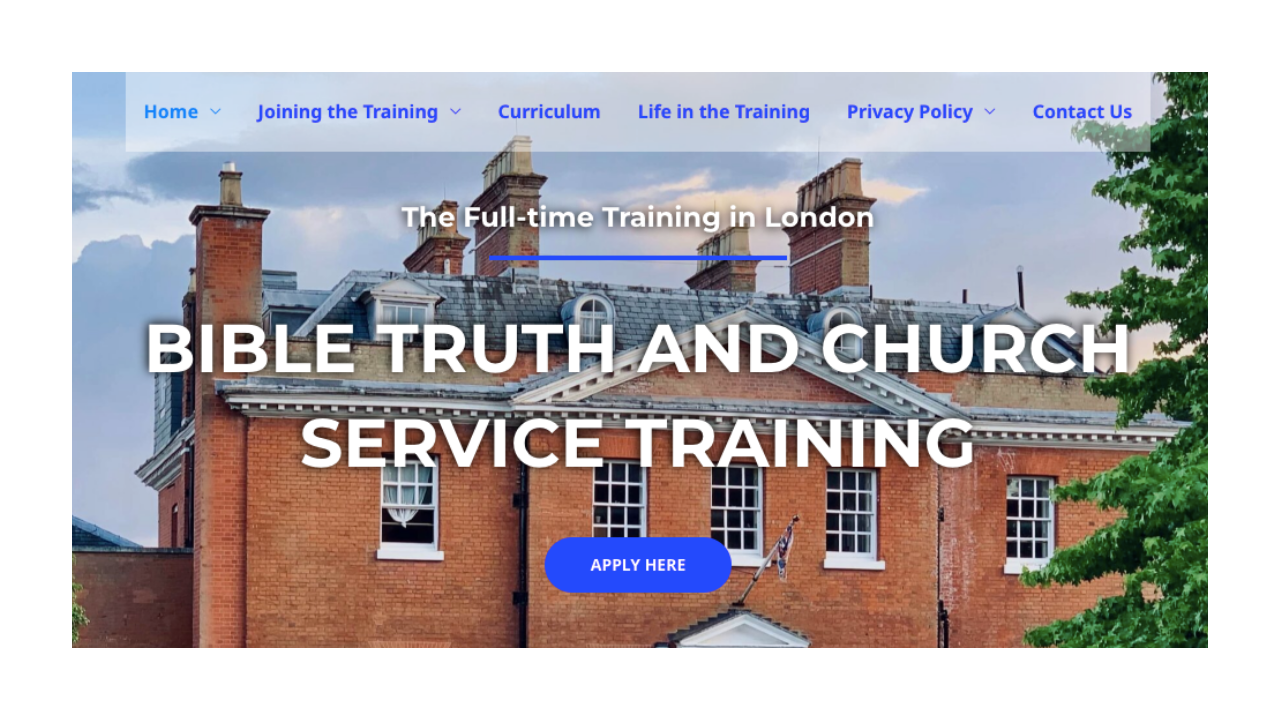 Home
Joining the Training
Curriculum
Life in the Training
Privacy Policy
Contact Us
The Full-time Training in London
BIBLE TRUTH AND CHURCH
SERVICE TRAINING
APPLY HERE